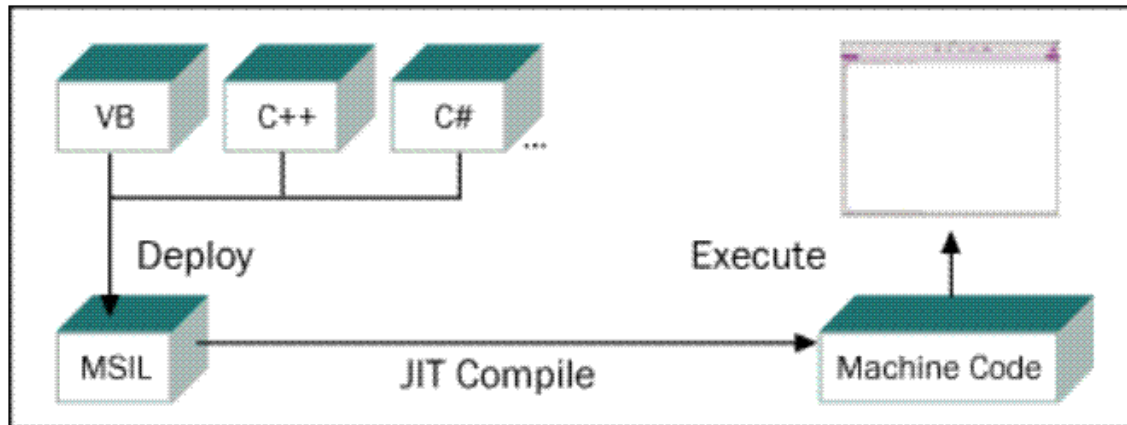 VB
C++
C#
...
Deploy
Execute
MSIL
JIT Compile
Machine Code